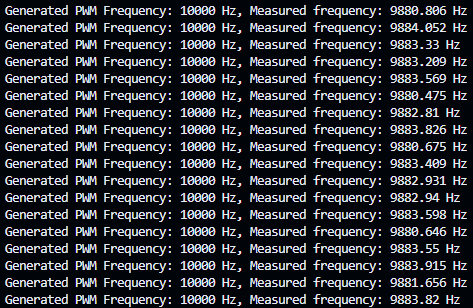 Generated PWM Frequency: 10000 Hz, Measured frequency: 9880.806 Hz
Generated PWM Frequency: 10000 Hz, Measured frequency: 9884.052 Hz
Generated PWM Frequency: 10000 Hz, Measured frequency: 9883.33 Hz
Generated PWM Frequency: 10000 Hz, Measured frequency: 9883.209 Hz
Generated PWM Frequency: 10000 Hz, Measured frequency: 9883.569 Hz
Generated PWM Frequency: 10000 Hz, Measured frequency: 9880.475 Hz
Generated PWM Frequency: 10000 Hz, Measured frequency: 9882.81 Hz
Generated PWM Frequency: 10000 Hz, Measured frequency: 9883.826 Hz
Generated PWM Frequency: 10000 Hz, Measured frequency: 9880.675 Hz
Generated PWM Frequency: 10000 Hz, Measured frequency: 9883.409 Hz
Generated PWM Frequency: 10000 Hz, Measured frequency: 9882.931 Hz
Generated PWM Frequency: 10000 Hz, Measured frequency: 9882.94 Hz
Generated PWM Frequency: 10000 Hz, Measured frequency: 9883.598 Hz
Generated PWM Frequency: 10000 Hz, Measured frequency: 9880.646 Hz
Generated PWM Frequency: 10000 Hz, Measured frequency: 9883.55 Hz
Generated PWM Frequency: 10000 Hz, Measured frequency: 9883.915 Hz
Generated PWM Frequency: 10000 Hz, Measured frequency: 9881.656 Hz
Generated PWM Frequency: 10000 Hz, Measured frequency: 9883.82 Hz